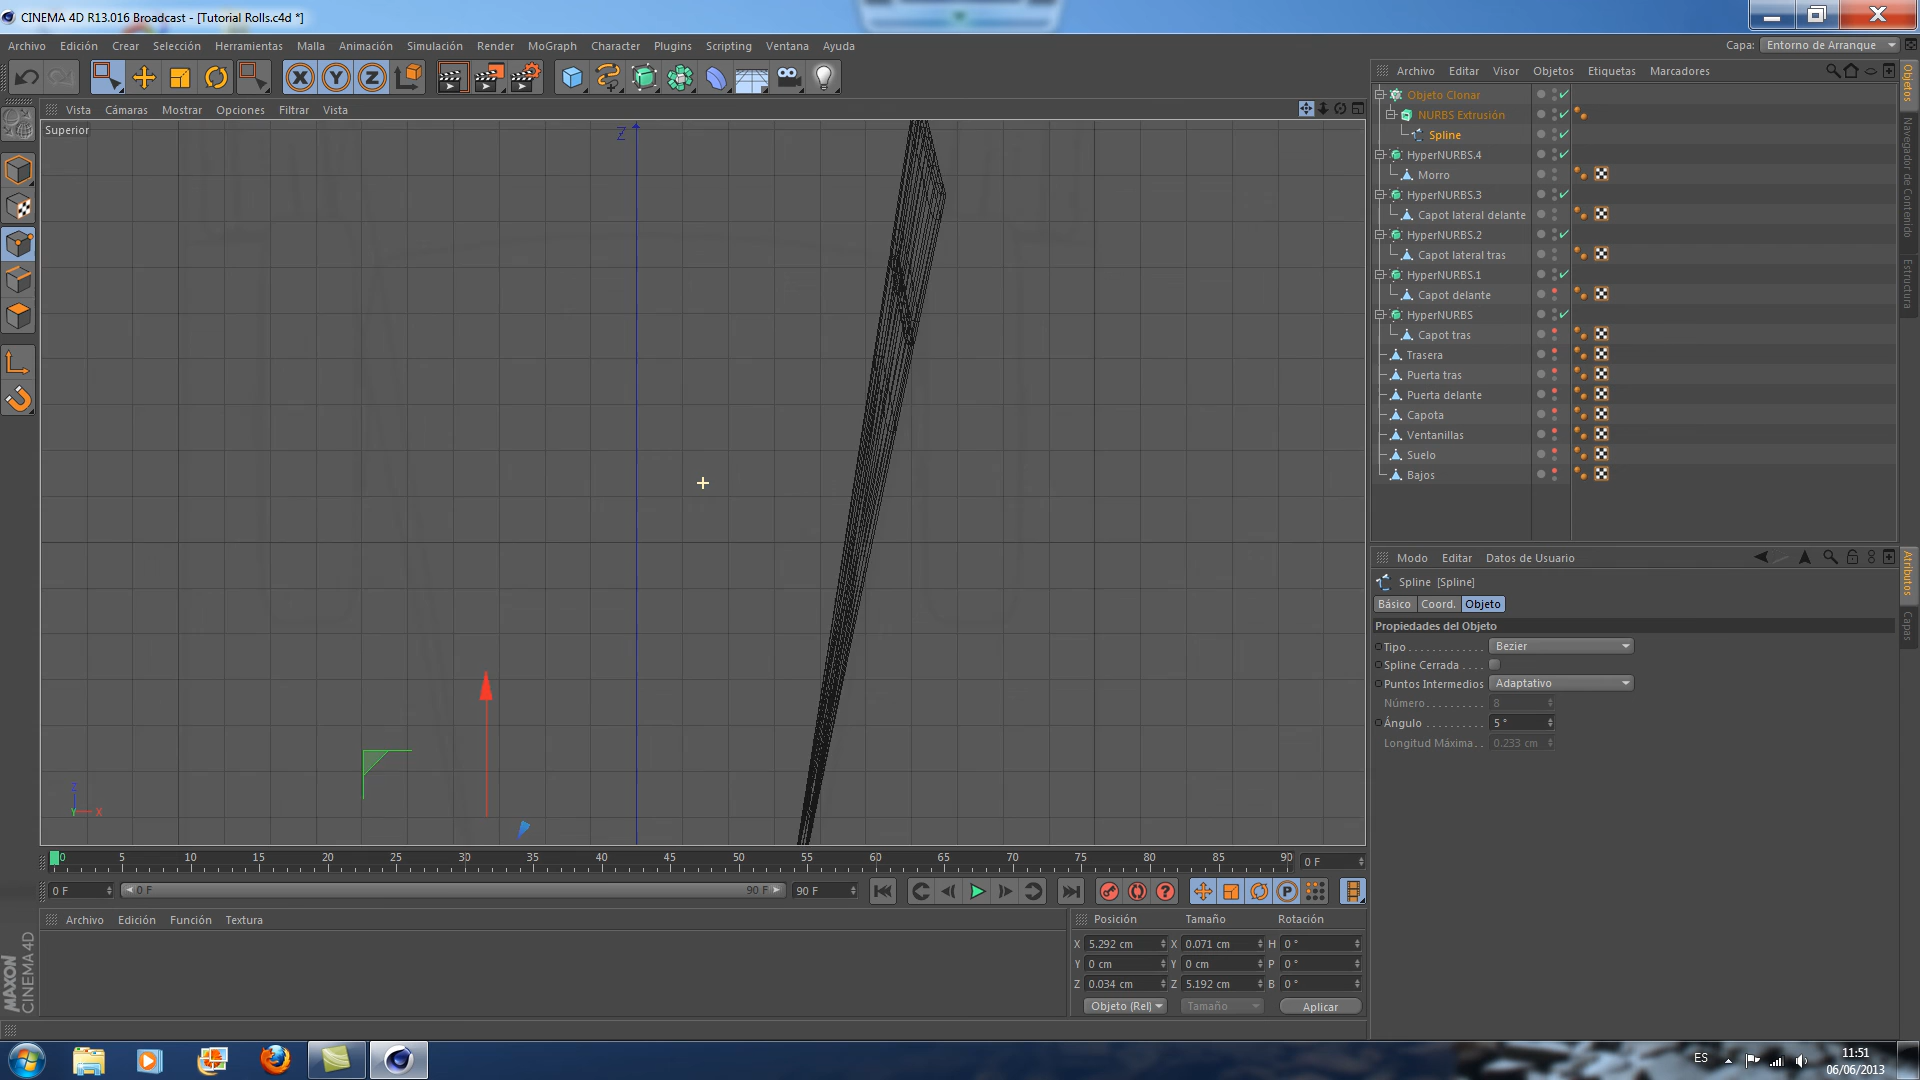 CINEMA 4D R13.016 Broadcast - [Tutorial Rolls.c4d *]
Archivo Edición Crear Selección Herramientas Malla Animación Simulación Render MoGraph Character Plugins Scripting Ventana Ayuda
Capa: Entorno de Arranque
Archivo Editar Visor Objetos Etiquetas Marcadores
Vista Cámaras Mostrar Opciones Filtrar Vista
Superior
Z
Z
Y X
Objeto Clonar
NURBS Extrusión
Spline
HyperNURBS.4
Morro
HyperNURBS.3
Capot lateral delante
HyperNURBS.2
Capot lateral tras
HyperNURBS.1
Capot delante
HyperNURBS
Capot tras
Trasera
Puerta tras
Puerta delante
Capota
Ventanillas
Suelo
Bajos
Objetos
Navegador de Contenido
Estructura
Modo Editar Datos de Usuario
Spline [Spline]
Básico Coord. Objeto
Propiedades del Objeto
Tipo . . . . . . . . . . . . Bezier
Spline Cerrada . . . .
Puntos Intermedios Adaptativo
Número . . . . . . . . . . 8
Ángulo . . . . . . . . . . 5 °
Longitud Máxima . . 0.233 cm
Atributos
Capas
0 5 10 15 20 25 30 35 40 45 50 55 60 65 70 75 80 85 90 0 F
0 F 0 F 90 F 90 F
Archivo Edición Función Textura
Posición Tamaño Rotación
X 5.292 cm X 0.071 cm H 0 °
Y 0 cm Y 0 cm P 0 °
Z 0.034 cm Z 5.192 cm B 0 °
Objeto (Rel) Tamaño Aplicar
MAXON
CINEMA 4D
ES
11:51
06/06/2013